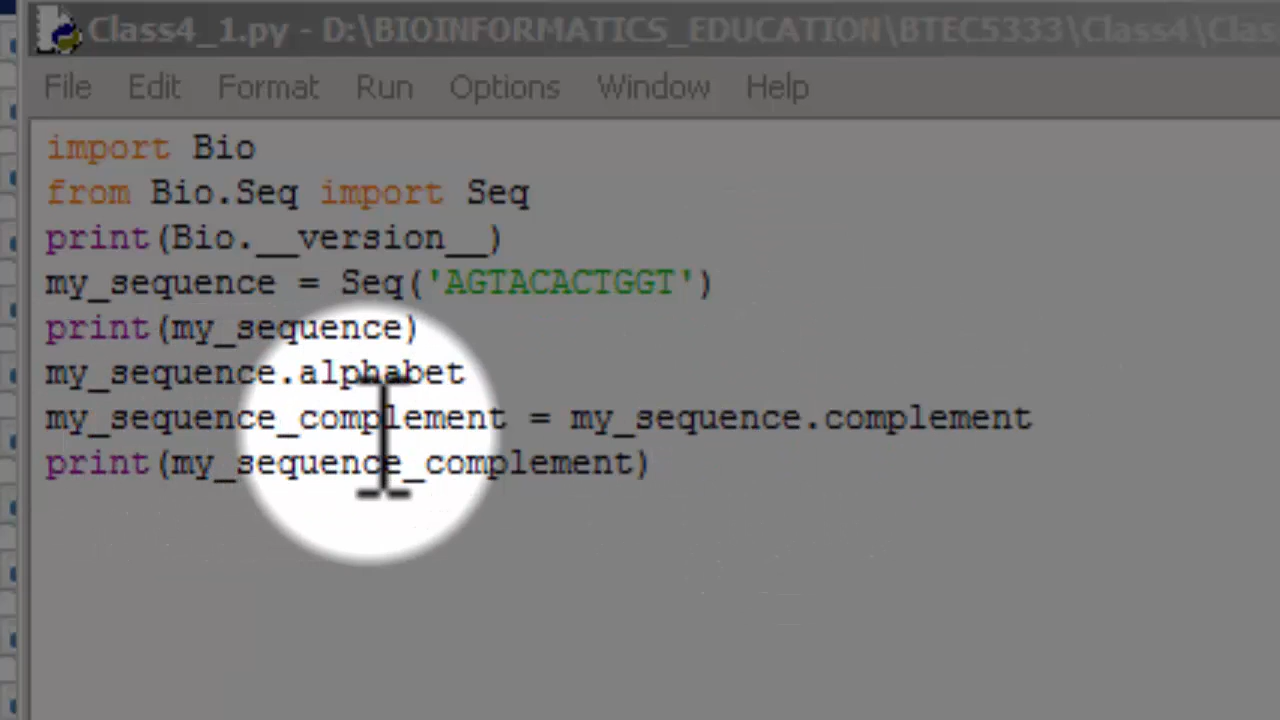 Class4_1.py - D:\BIOINFORMATICS_EDUCATION\BTEC5333\Class4\Clas
File Edit Format Run Options Window Help
import Bio
from Bio.Seq import Seq
print(Bio.__version__)
my_sequence = Seq('AGTACACTGGT')
print(my_sequence)
my_sequence.alphabet
my_sequence_complement = my_sequence.complement
print(my_sequence_complement)